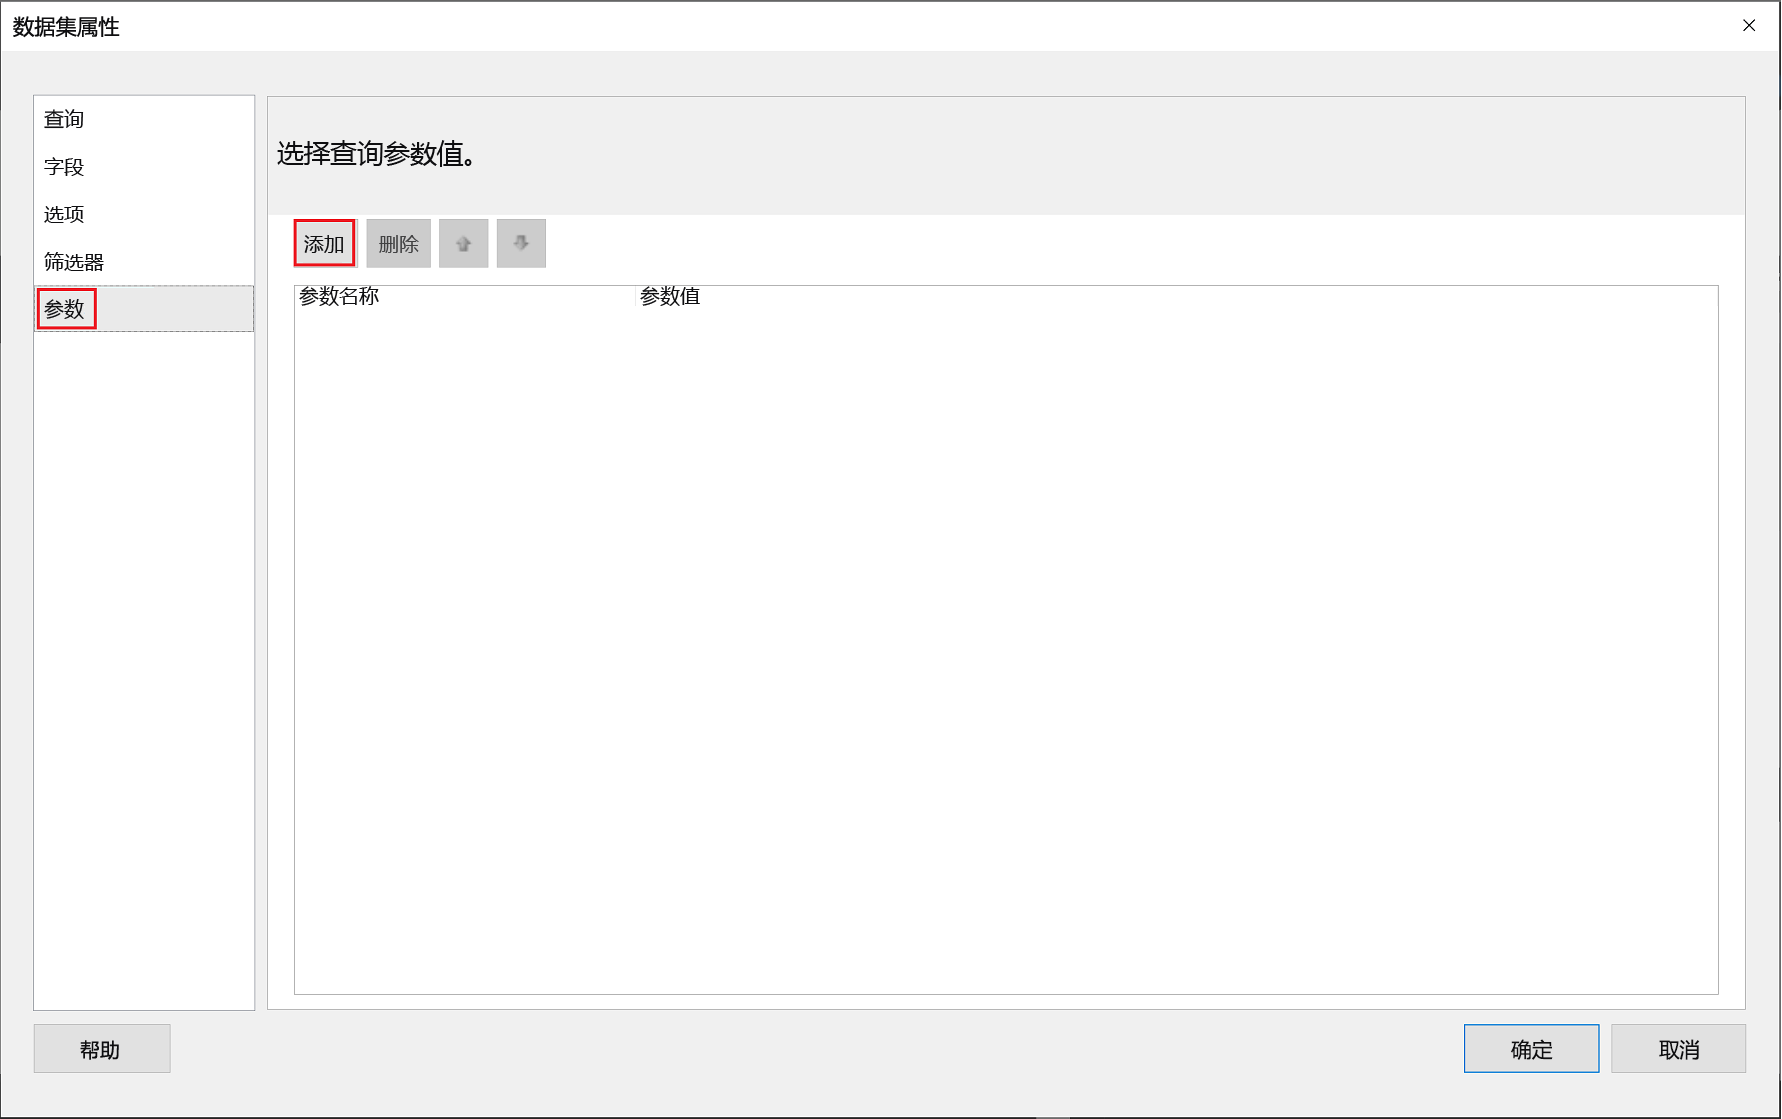 数据集属性
查询
字段
选项
筛选器
参数
选择查询参数值。
添加 删除
参数名称 参数值
帮助 确定 取消